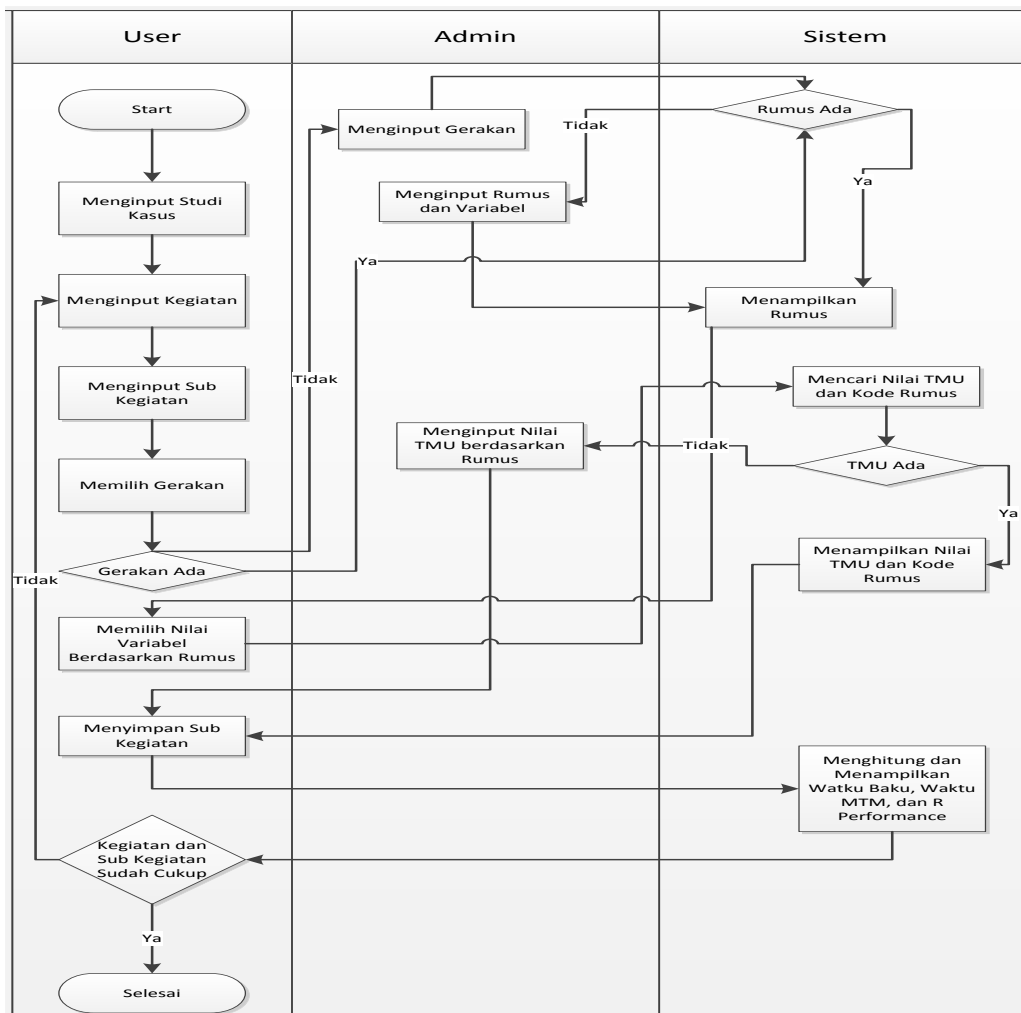 User
Admin
Sistem
Start
Menginput Studi
Kasus
Menginput Kegiatan
Menginput Sub
Kegiatan
Memilih Gerakan
Gerakan Ada
Tidak
Ya
Tidak
Memilih Nilai
Variabel
Berdasarkan Rumus
Menyimpan Sub
Kegiatan
Kegiatan dan
Sub Kegiatan
Sudah Cukup
Ya
Selesai
Menginput Gerakan
Tidak
Menginput Rumus
dan Variabel
Menginput Nilai
TMU berdasarkan
Rumus
Rumus Ada
Ya
Menampilkan
Rumus
Mencari Nilai TMU
dan Kode Rumus
Tidak
TMU Ada
Ya
Menampilkan Nilai
TMU dan Kode
Rumus
Menghitung dan
Menampilkan
Watku Baku, Waktu
MTM, dan R
Performance